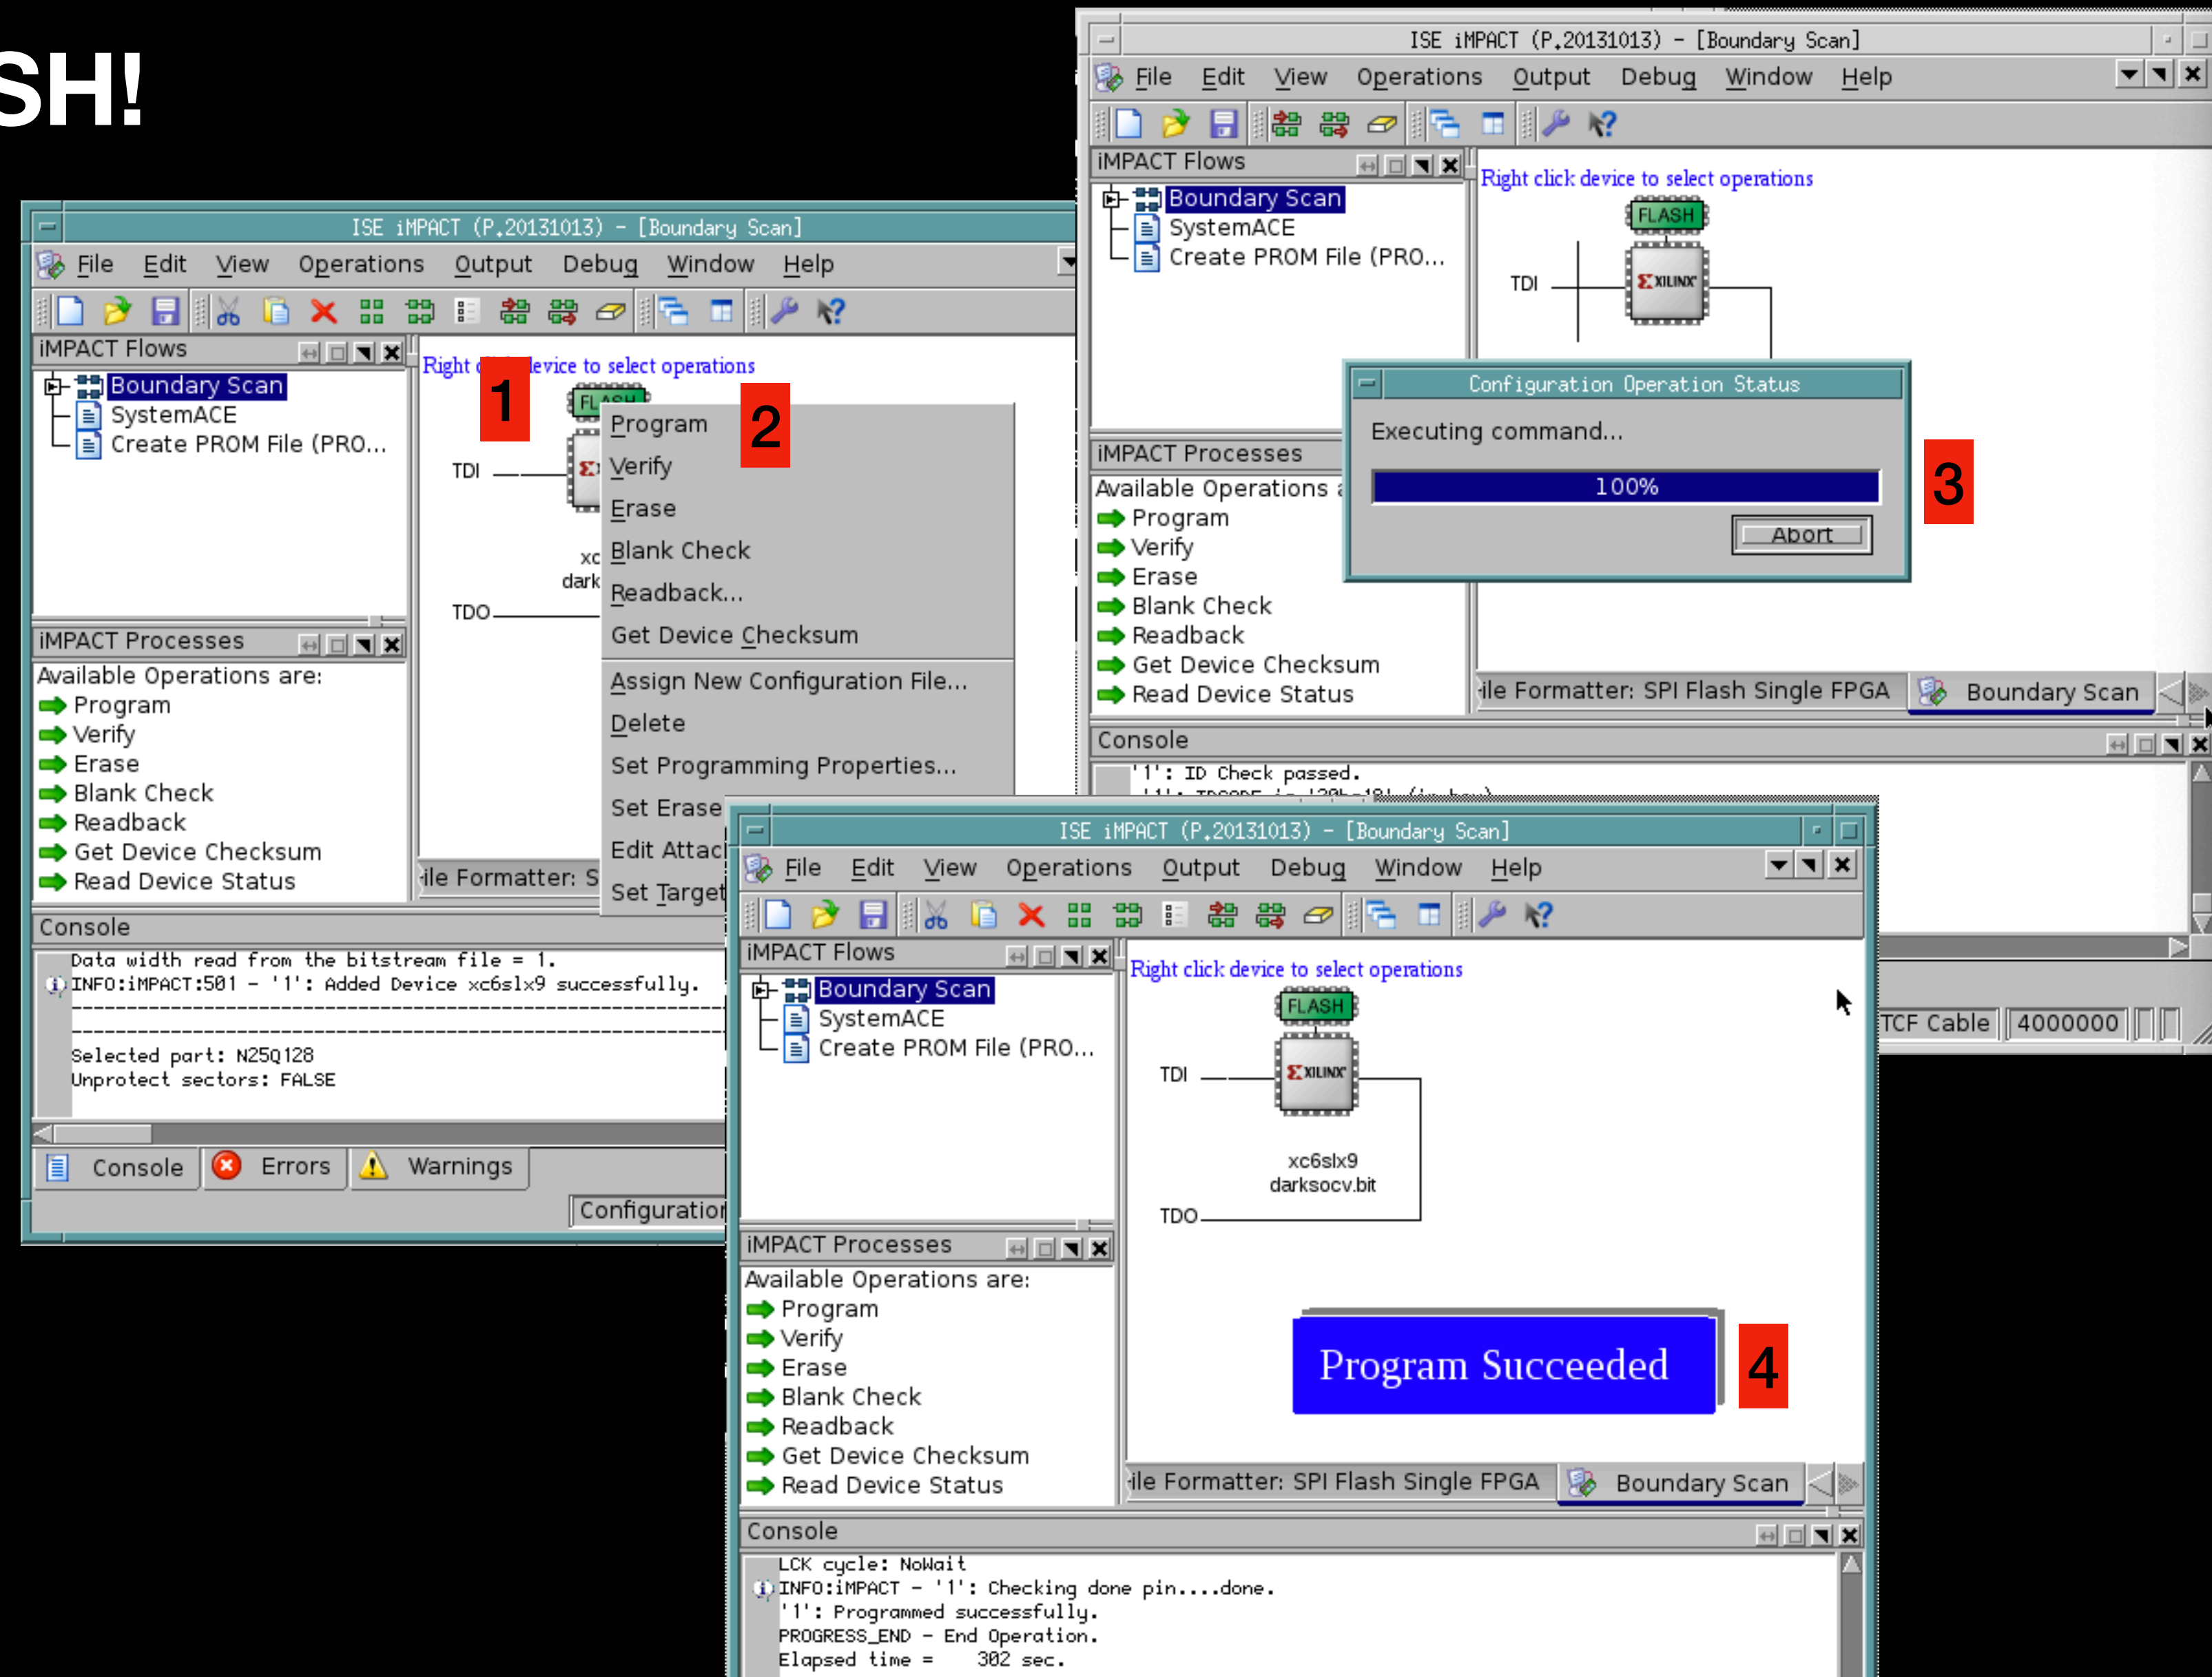 SH!
ISE iMPACT (P.20131013) - [Boundary Scan]
File Edit View Operations Output Debug Window Help
iMPACT Flows
Boundary Scan
SystemACE
Create PROM File (PRO...
Right device to select operations
1
2
FLASH
TDI
TDO
Program
Verify
Erase
Blank Check
Readback...
Get Device Checksum
Assign New Configuration File...
Delete
Set Programming Properties...
Set Erase
Edit Attac
Set Target
xc
dark
iMPACT Processes
Available Operations are:
Program
Verify
Erase
Blank Check
Readback
Get Device Checksum
Read Device Status
ile Formatter: S
Console
Data width read from the bitstream file = 1.
INFO:iMPACT:501 - '1': Added Device xc6slx9 successfully.
Selected part: N25Q128
Unprotect sectors: FALSE
Console Errors Warnings
Configuration
ISE iMPACT (P.20131013) - [Boundary Scan]
File Edit View Operations Output Debug Window Help
iMPACT Flows
Boundary Scan
SystemACE
Create PROM File (PRO...
Right click device to select operations
FLASH
XILINX
TDI
Configuration Operation Status
Executing command...
100%
Abort
3
iMPACT Processes
Available Operations
Program
Verify
Erase
Blank Check
Readback
Get Device Checksum
Read Device Status
ile Formatter: SPI Flash Single FPGA Boundary Scan
Console
'1': ID Check passed.
TCF Cable 4000000
ISE iMPACT (P.20131013) - [Boundary Scan]
File Edit View Operations Output Debug Window Help
iMPACT Flows
Boundary Scan
SystemACE
Create PROM File (PRO...
Right click device to select operations
FLASH
XILINX
TDI
xc6slx9
darksocv.bit
TDO
Program Succeeded
4
iMPACT Processes
Available Operations are:
Program
Verify
Erase
Blank Check
Readback
Get Device Checksum
Read Device Status
ile Formatter: SPI Flash Single FPGA Boundary Scan
Console
LCK cycle: NoWait
INFO:iMPACT - '1': Checking done pin....done.
'1': Programmed successfully.
PROGRESS_END - End Operation.
Elapsed time = 302 sec.